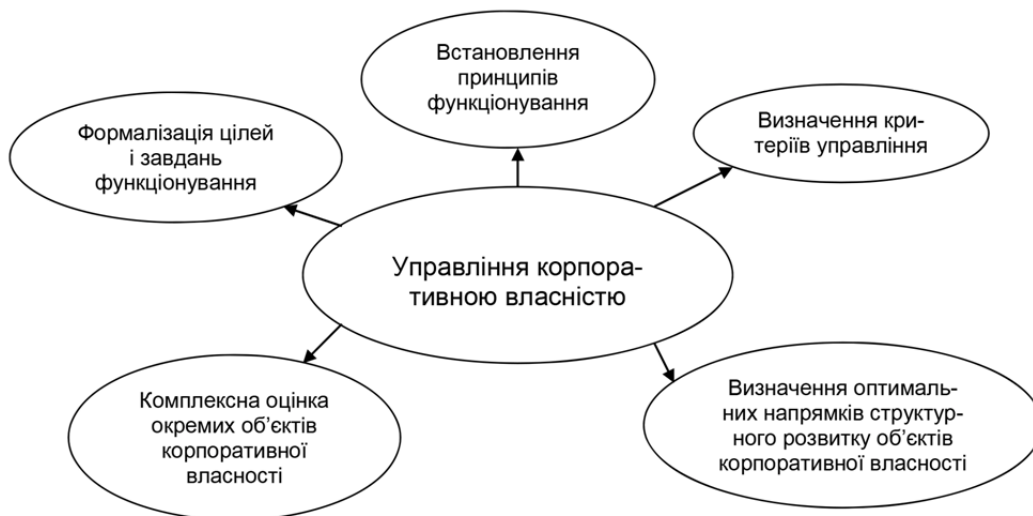 Встановлення
принципів
функціонування
Формалізація цілей
і завдань
функціонування
Визначення кри-
теріїв управління
Управління корпора-
тивною власністю
Комплексна оцінка
окремих об’єктів
корпоративної
власності
Визначення оптималь-
них напрямків структур-
ного розвитку об’єктів
корпоративної власності